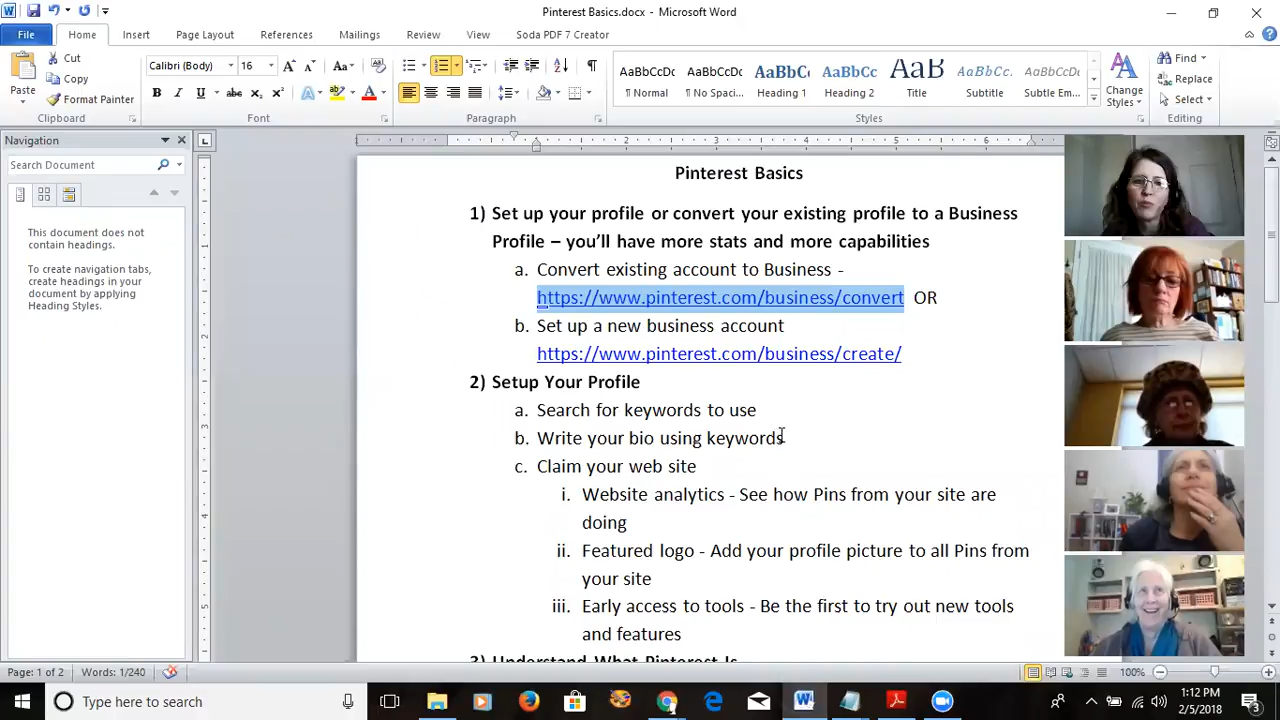 Pinterest Basics.docx - Microsoft Word
File Home Insert Page Layout References Mailings Review View Soda PDF 7 Creator
Paste
Cut
Copy
Format Painter
Calibri (Body) 16
Clipboard
Font
Paragraph
AaBbCcDc AaBbCcDc AaBbC AaBbCc AaB AaBbCcL AaBbCcDc
¶ Normal ¶ No Spaci... Heading 1 Heading 2 Title Subtitle Subtle Em...
Change Styles
Styles
Find
Replace
Select
Editing
Navigation
Search Document
This document does not
contain headings.
To create navigation tabs,
create headings in your
document by applying
Heading Styles.
Pinterest Basics
1) Set up your profile or convert your existing profile to a Business
Profile – you’ll have more stats and more capabilities
a. Convert existing account to Business -
https://www.pinterest.com/business/convert OR
b. Set up a new business account
https://www.pinterest.com/business/create/
2) Setup Your Profile
a. Search for keywords to use
b. Write your bio using keywords
c. Claim your web site
i. Website analytics - See how Pins from your site are
doing
ii. Featured logo - Add your profile picture to all Pins from
your site
iii. Early access to tools - Be the first to try out new tools
and features
3) Understand What Pinterest Is
Page: 1 of 2 Words: 1/240 100%
Type here to search
1:12 PM
2/5/2018